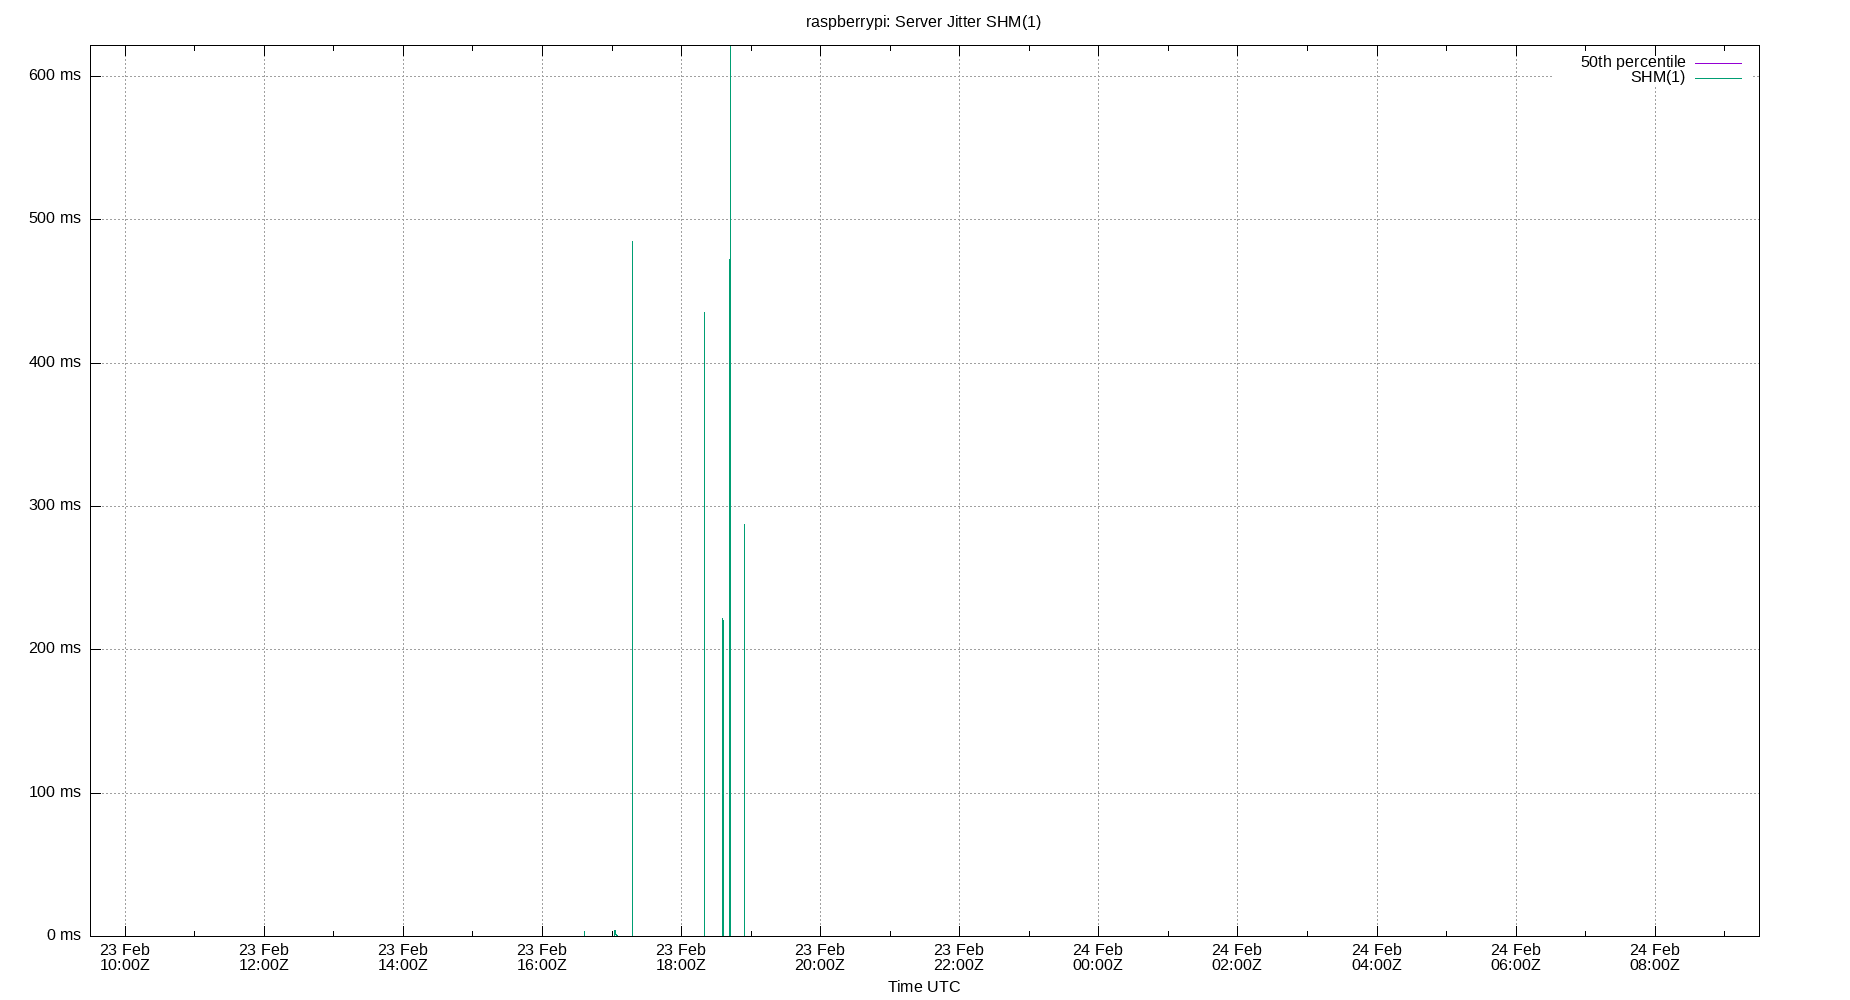 raspberrypi: Server Jitter SHM(1)
50th percentile
SHM(1)
600 ms
500 ms
400 ms
300 ms
200 ms
100 ms
0 ms
23 Feb 23 Feb 23 Feb 23 Feb 23 Feb 23 Feb 23 Feb 24 Feb 24 Feb 24 Feb 24 Feb 24 Feb
10:00Z 12:00Z 14:00Z 16:00Z 18:00Z 20:00Z 22:00Z 00:00Z 02:00Z 04:00Z 06:00Z 08:00Z
Time UTC